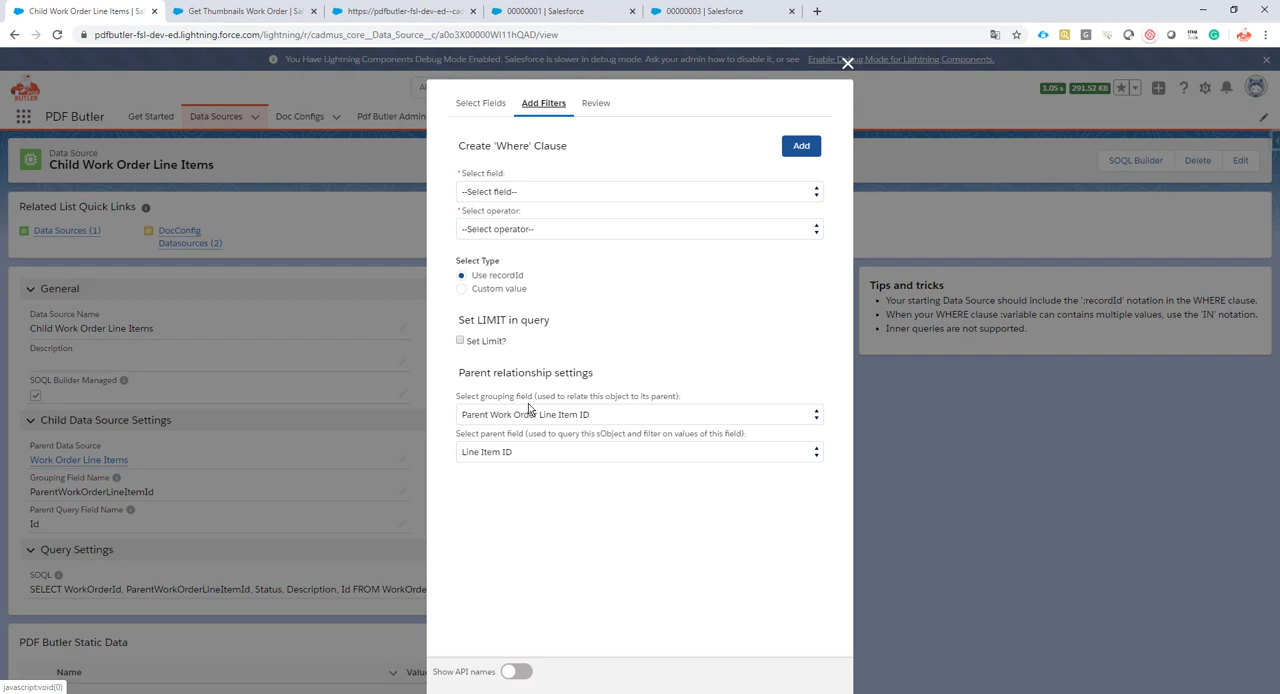 Child Work Order Line Items | Sal
Get Thumbnails Work Order | Sal
https://pdfbutler-fsl-dev-ed--cad
00000001 | Salesforce
00000003 | Salesforce
pdfbutler-fsl-dev-ed.lightning.force.com/lightning/r/cadmus_core__Data_Source__c/a0o3X00000WI11hQAD/view
You Have Lightning Components Debug Mode Enabled. Salesforce is slower in debug mode. Ask your admin how to disable it, or see Enable Debug Mode for Lightning Components.
BUTLER
1.05 s
291.52 KB
PDF Butler
Get Started
Data Sources
Doc Configs
Pdf Butler Admin
Data Source
Child Work Order Line Items
SOQL Builder
Delete
Edit
Related List Quick Links
Data Sources (1)
DocConfig
Datasources (2)
General
Data Source Name
Child Work Order Line Items
Description
SOQL Builder Managed
Child Data Source Settings
Parent Data Source
Work Order Line Items
Grouping Field Name
ParentWorkOrderLineItemId
Parent Query Field Name
Id
Query Settings
SOQL
SELECT WorkOrderId, ParentWorkOrderLineItemId, Status, Description, Id FROM WorkOrde
PDF Butler Static Data
Name
Value
Select Fields
Add Filters
Review
Create 'Where' Clause
Add
*Select field:
--Select field--
*Select operator:
--Select operator--
Select Type
Use recordId
Custom value
Set LIMIT in query
Set Limit?
Parent relationship settings
Select grouping field (used to relate this object to its parent):
Parent Work Order Line Item ID
Select parent field (used to query this sObject and filter on values of this field):
Line Item ID
Show API names
Tips and tricks
Your starting Data Source should include the ':recordId' notation in the WHERE clause.
When your WHERE clause :variable can contains multiple values, use the 'IN' notation.
Inner queries are not supported.
javascript:void(0)